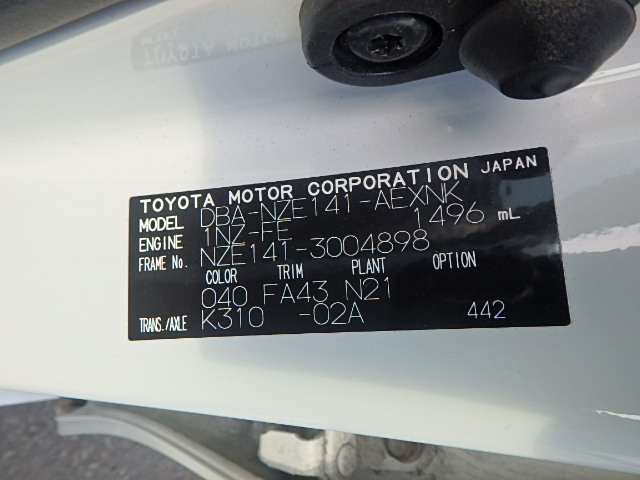 TOYOTA MOTOR CORPORATION JAPAN
MODEL DBA-NZE141-AEXNK
ENGINE 1NZ-FE 1496 mL
FRAME No. NZE141-3004898
COLOR TRIM PLANT OPTION
040 FA43 N21
TRANS./AXLE K310 -02A 442